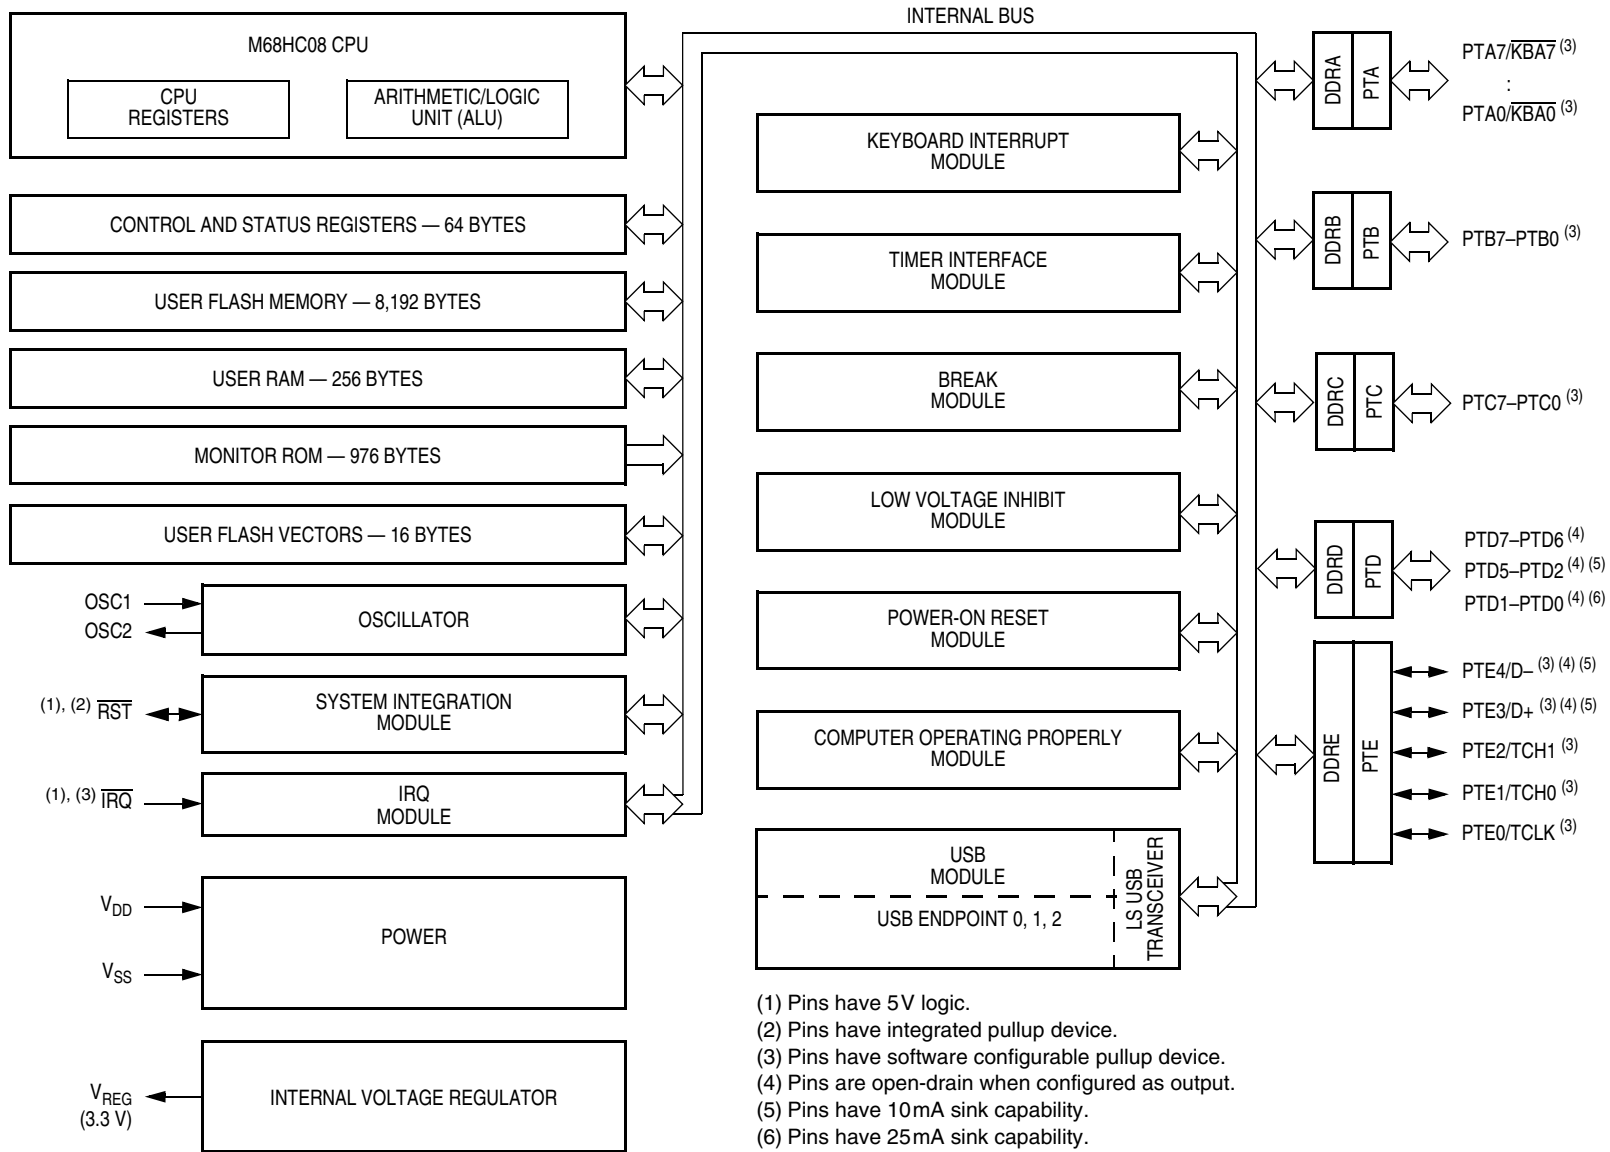 INTERNAL BUS
M68HC08 CPU
CPU
REGISTERS
ARITHMETIC/LOGIC
UNIT (ALU)
CONTROL AND STATUS REGISTERS — 64 BYTES
USER FLASH MEMORY — 8,192 BYTES
USER RAM — 256 BYTES
MONITOR ROM — 976 BYTES
USER FLASH VECTORS — 16 BYTES
OSC1
OSC2
OSCILLATOR
(1), (2) R̅S̅T̅
SYSTEM INTEGRATION
MODULE
(1), (3) I̅R̅Q̅
IRQ
MODULE
VDD
VSS
POWER
VREG
(3.3 V)
INTERNAL VOLTAGE REGULATOR
KEYBOARD INTERRUPT
MODULE
TIMER INTERFACE
MODULE
BREAK
MODULE
LOW VOLTAGE INHIBIT
MODULE
POWER-ON RESET
MODULE
COMPUTER OPERATING PROPERLY
MODULE
USB
MODULE
USB ENDPOINT 0, 1, 2
LS USB
TRANSCEIVER
DDRA
PTA
PTA7/K̅B̅A̅7̅ (3)
:
PTA0/K̅B̅A̅0̅ (3)
DDRB
PTB
PTB7–PTB0 (3)
DDRC
PTC
PTC7–PTC0 (3)
DDRD
PTD
PTD7–PTD6 (4)
PTD5–PTD2 (4) (5)
PTD1–PTD0 (4) (6)
DDRE
PTE
PTE4/D– (3) (4) (5)
PTE3/D+ (3) (4) (5)
PTE2/TCH1 (3)
PTE1/TCH0 (3)
PTE0/TCLK (3)
(1) Pins have 5V logic.
(2) Pins have integrated pullup device.
(3) Pins have software configurable pullup device.
(4) Pins are open-drain when configured as output.
(5) Pins have 10mA sink capability.
(6) Pins have 25mA sink capability.